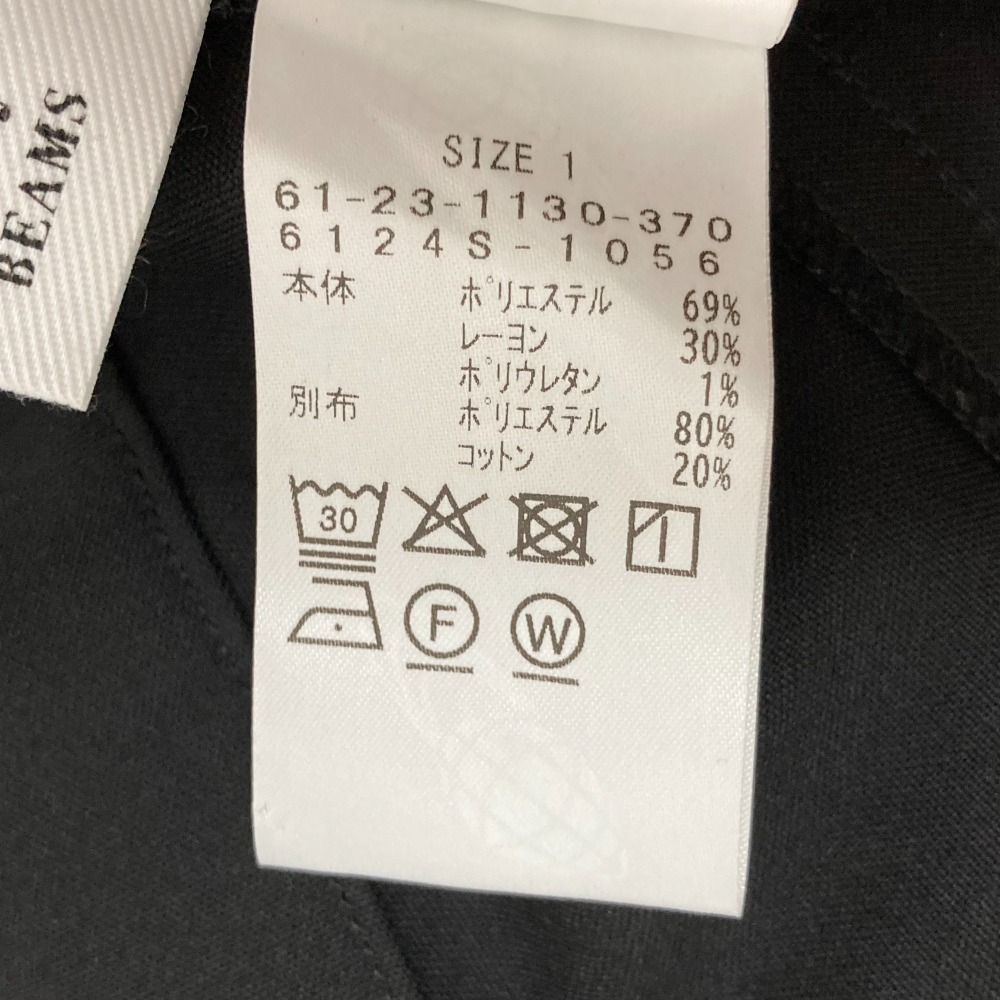 BEAMS
SIZE 1
61-23-1130-370
6124S-1056
本体 ポリエステル 69%
レーヨン 30%
ポリウレタン 1%
別布 ポリエステル 80%
コットン 20%
30
F W